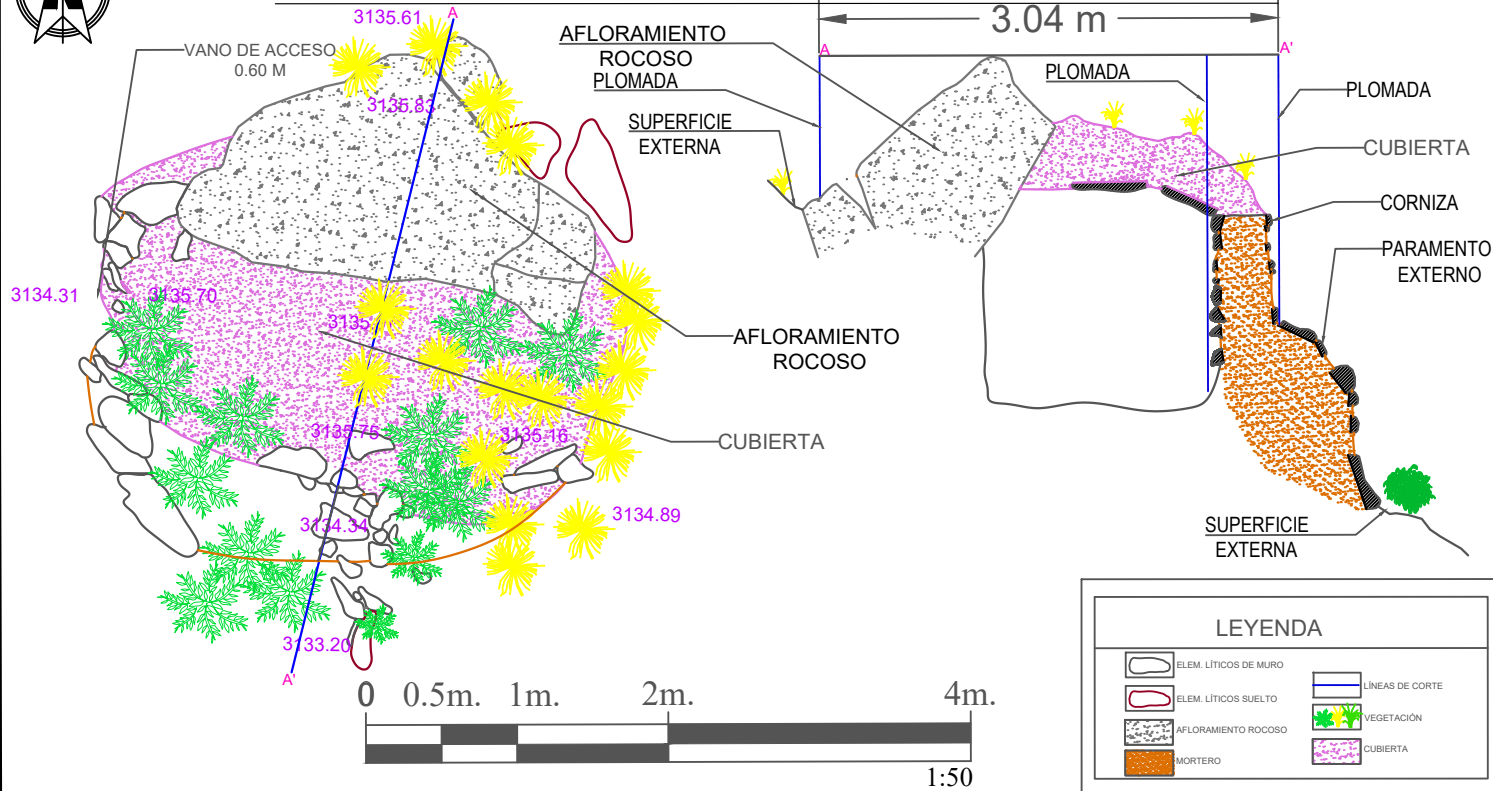 3135.61
A
VANO DE ACCESO
0.60 M
3135.83
3134.31
3135.70
3135
3135.75
3135.16
3134.34
3134.89
3133.20
A'
AFLORAMIENTO
ROCOSO
CUBIERTA
3.04 m
A
A'
AFLORAMIENTO
ROCOSO
PLOMADA
SUPERFICIE
EXTERNA
PLOMADA
PLOMADA
CUBIERTA
CORNIZA
PARAMENTO
EXTERNO
SUPERFICIE
EXTERNA
0 0.5m. 1m. 2m. 4m.
1:50
LEYENDA
ELEM. LÍTICOS DE MURO
ELEM. LÍTICOS SUELTO
AFLORAMIENTO ROCOSO
MORTERO
LÍNEAS DE CORTE
VEGETACIÓN
CUBIERTA